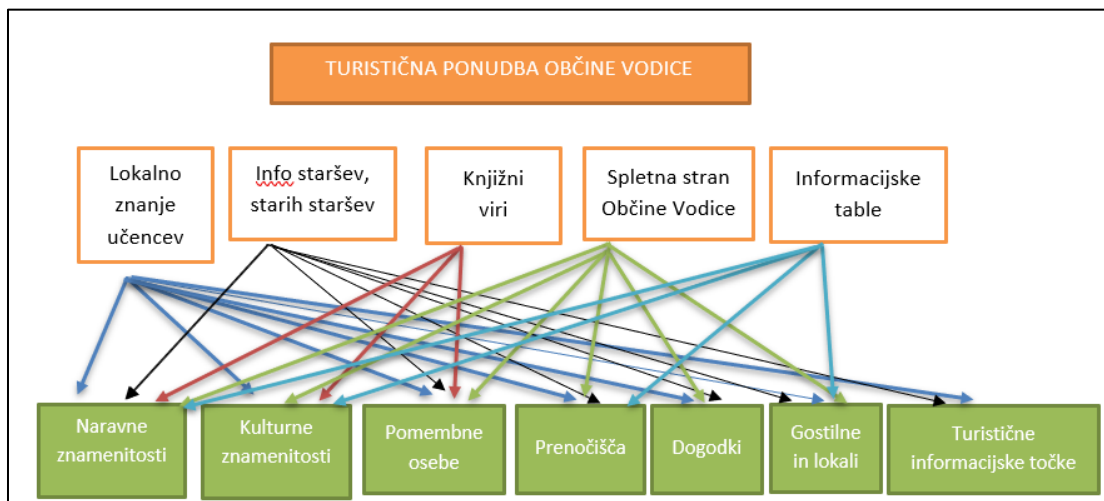 TURISTIČNA PONUDBA OBČINE VODICE
Lokalno
znanje
učencev
Info staršev,
starih staršev
Knjižni
viri
Spletna stran
Občine Vodice
Informacijske
table
Naravne
znamenitosti
Kulturne
znamenitosti
Pomembne
osebe
Prenočišča
Dogodki
Gostilne
in lokali
Turistične
informacijske točke